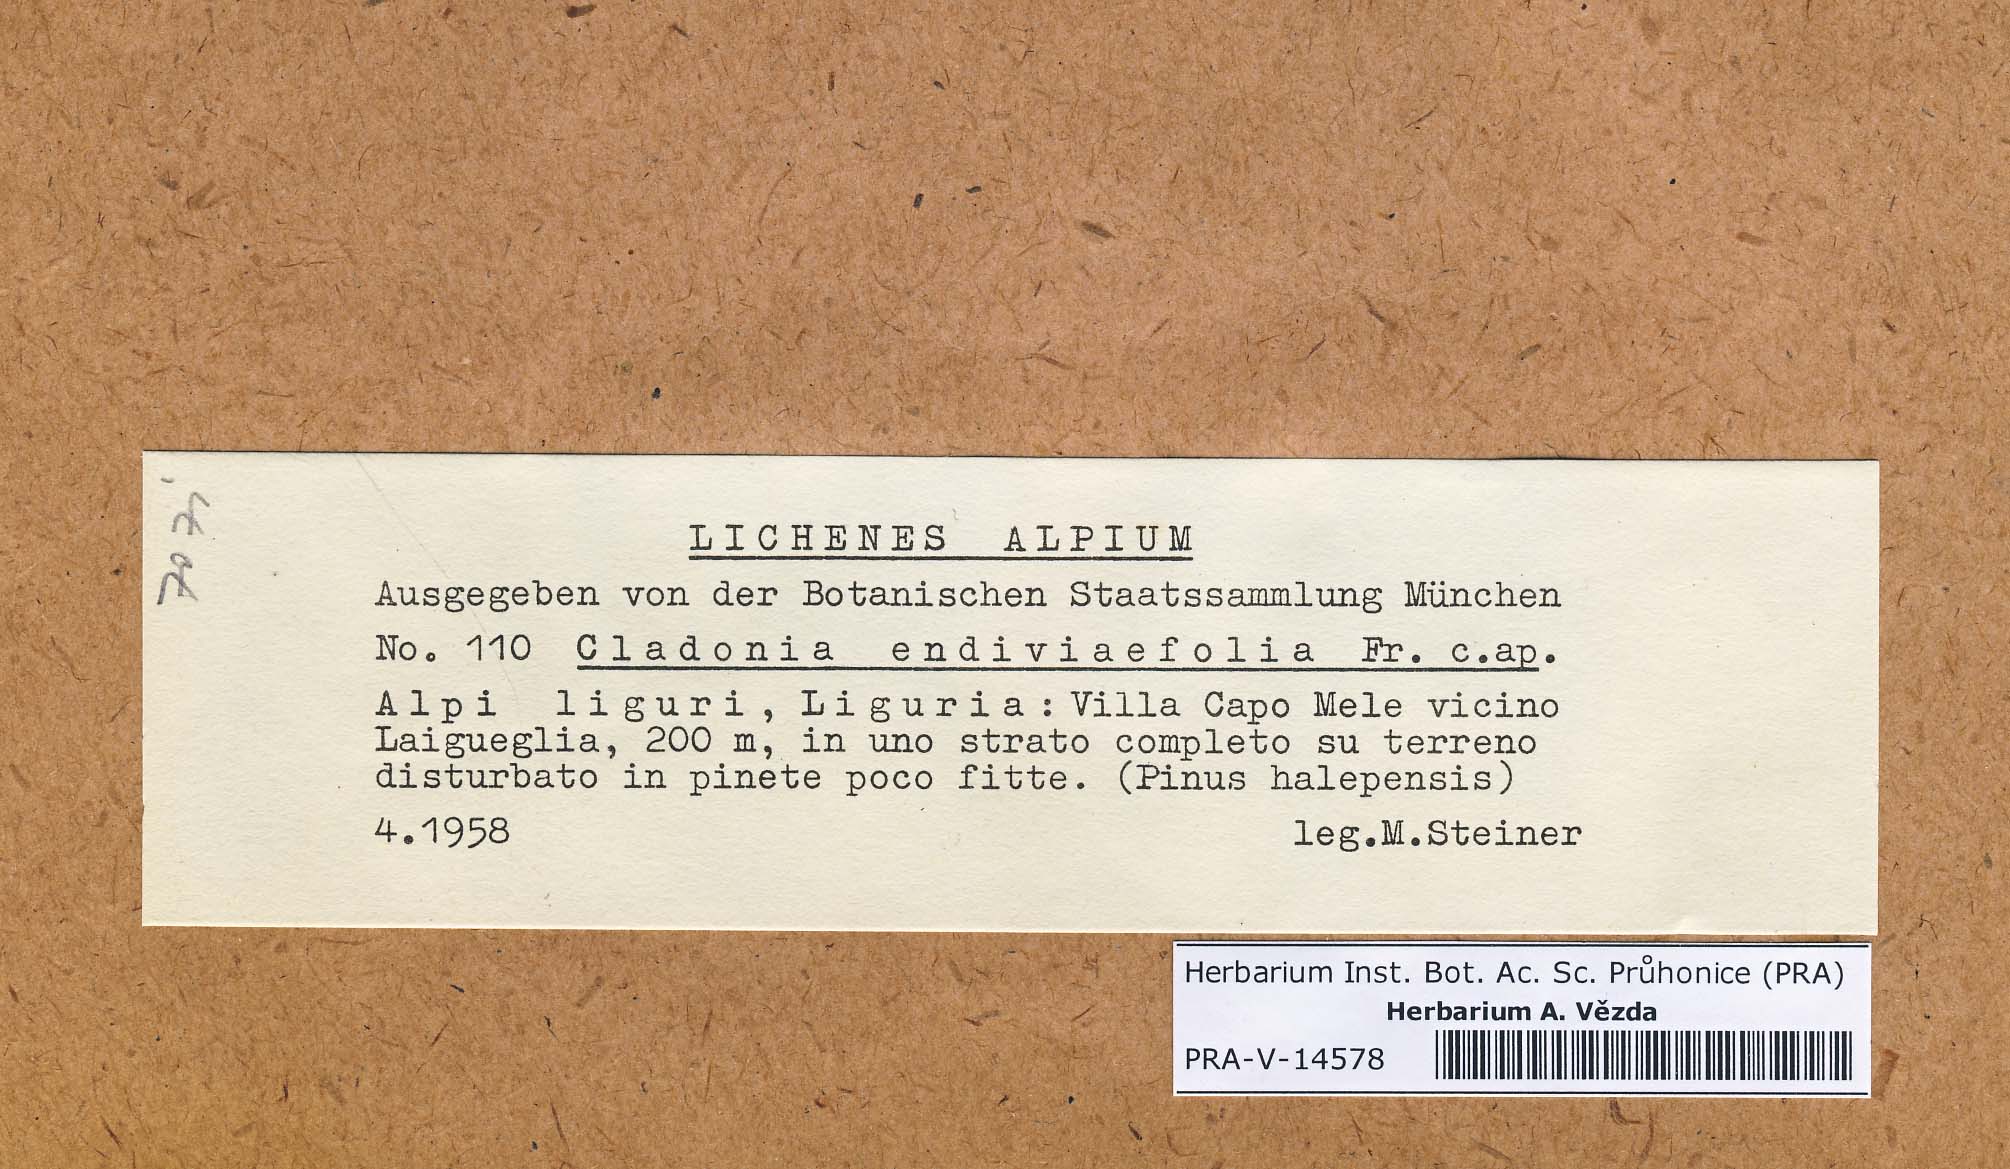 LICHENES ALPIUM
Ausgegeben von der Botanischen Staatssammlung München
No. 110 Cladonia endiviaefolia Fr. c.ap.
Alpi liguri, Liguria: Villa Capo Mele vicino
Laigueglia, 200 m, in uno strato completo su terreno
disturbato in pinete poco fitte. (Pinus halepensis)
4.1958 leg.M.Steiner
Herbarium Inst. Bot. Ac. Sc. Průhonice (PRA)
Herbarium A. Vězda
PRA-V-14578